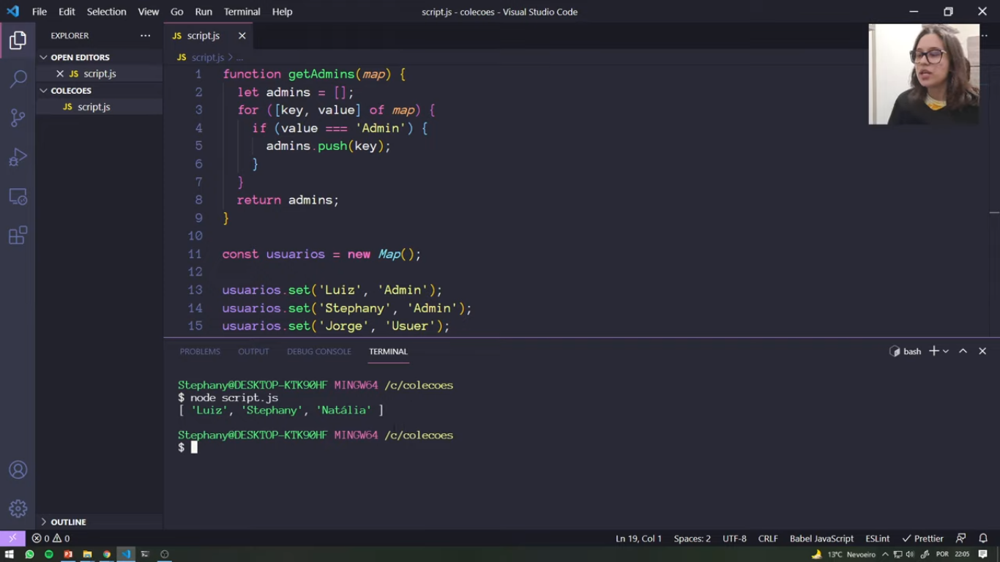 File Edit Selection View Go Run Terminal Help script.js - colecoes - Visual Studio Code
EXPLORER
JS script.js
OPEN EDITORS
JS script.js
COLECOES
JS script.js
JS script.js > ...
1 function getAdmins(map) {
2 let admins = [];
3 for ([key, value] of map) {
4 if (value === 'Admin') {
5 admins.push(key);
6 }
7 }
8 return admins;
9 }
10
11 const usuarios = new Map();
12
13 usuarios.set('Luiz', 'Admin');
14 usuarios.set('Stephany', 'Admin');
15 usuarios.set('Jorge', 'Usuer');
PROBLEMS OUTPUT DEBUG CONSOLE TERMINAL bash
Stephany@DESKTOP-KTK90HF MINGW64 /c/colecoes
$ node script.js
[ 'Luiz', 'Stephany', 'Natália' ]
Stephany@DESKTOP-KTK90HF MINGW64 /c/colecoes
$
OUTLINE
0 0 Ln 19, Col 1 Spaces: 2 UTF-8 CRLF Babel JavaScript ESLint Prettier
13°C Nevoeiro POR 22:05